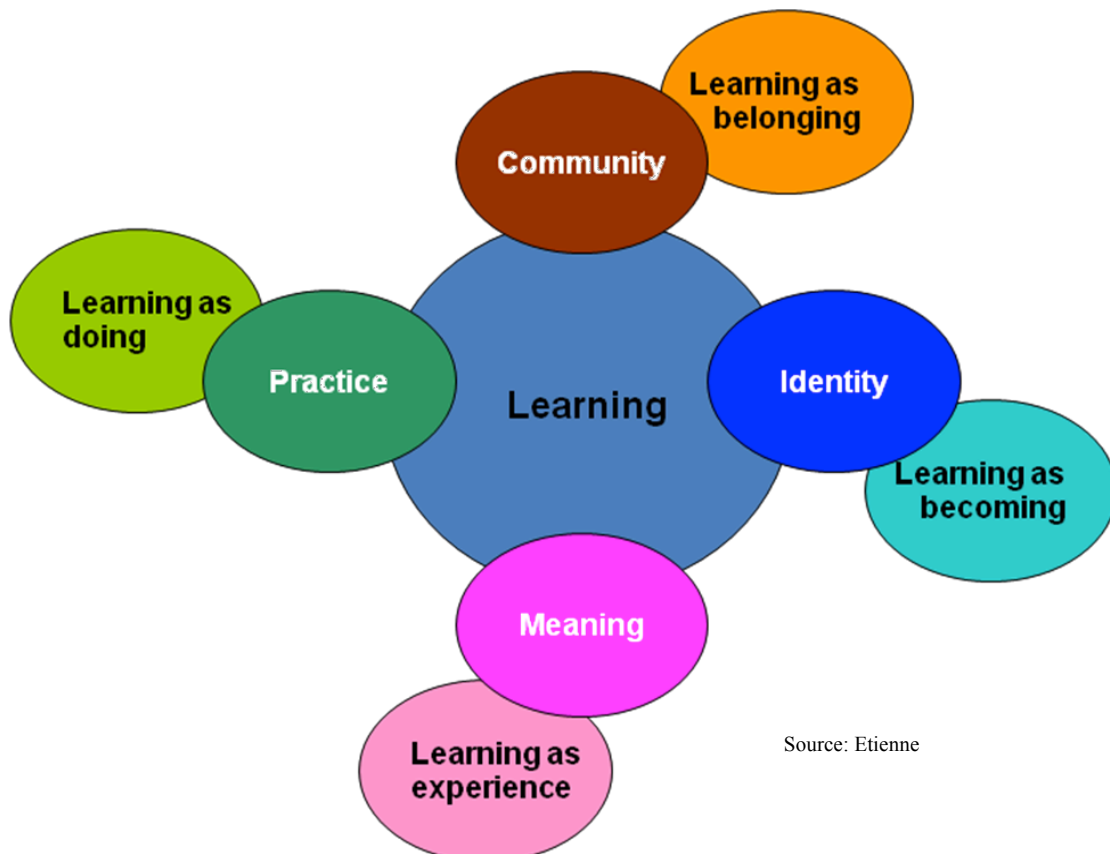 Learning as
belonging
Community
Learning as
doing
Practice
Learning
Identity
Learning as
becoming
Meaning
Learning as
experience
Source: Etienne